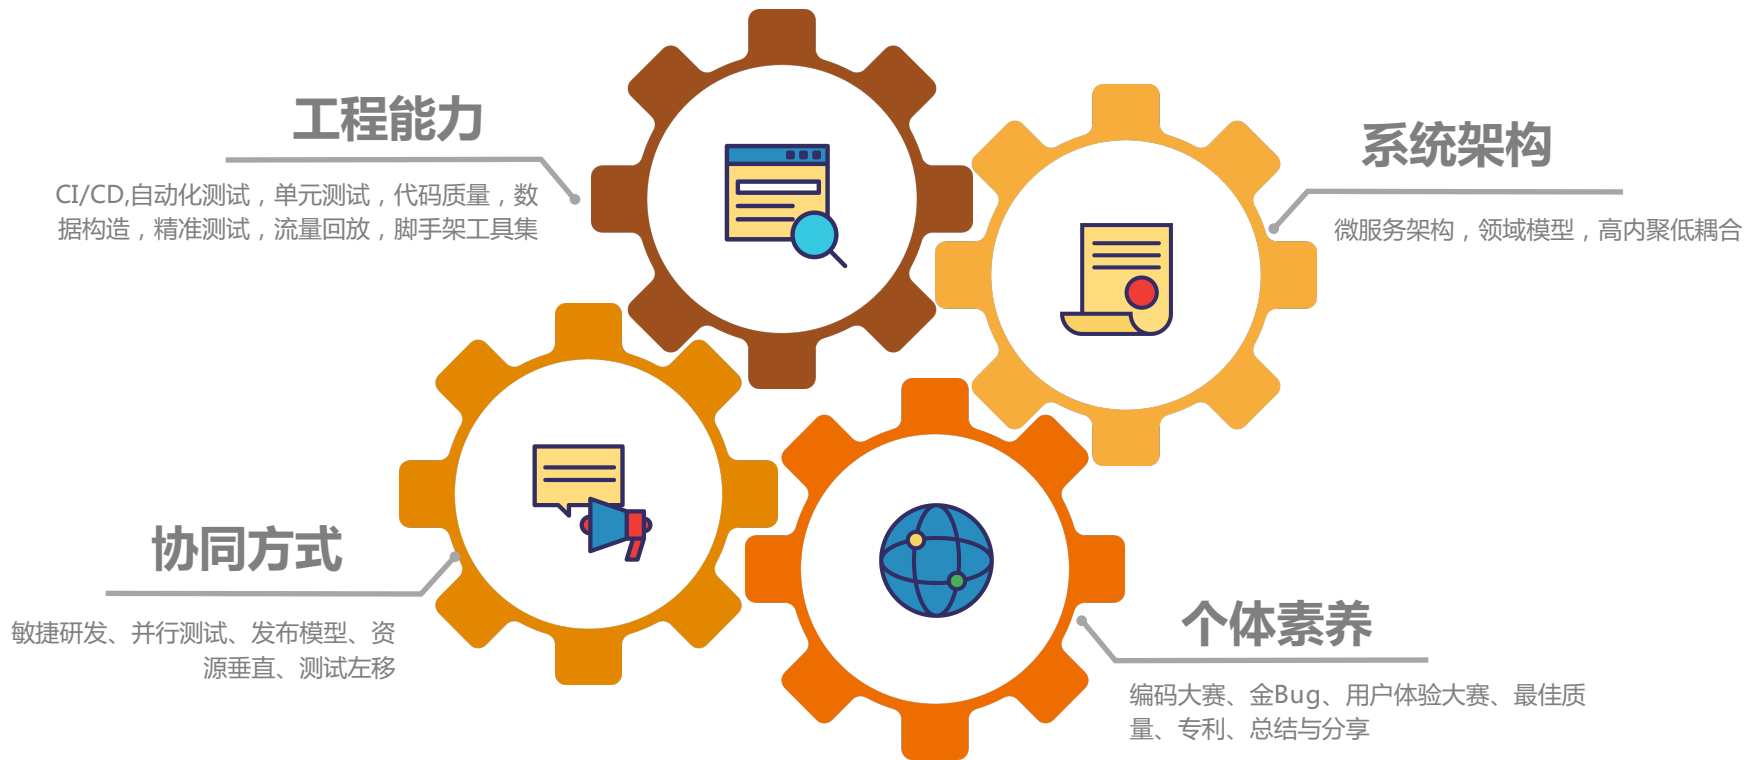 工程能力
CI/CD,自动化测试，单元测试，代码质量，数
据构造，精准测试，流量回放，脚手架工具集
系统架构
微服务架构，领域模型，高内聚低耦合
协同方式
敏捷研发、并行测试、发布模型、资
源垂直、测试左移
个体素养
编码大赛、金Bug、用户体验大赛、最佳质
量、专利、总结与分享